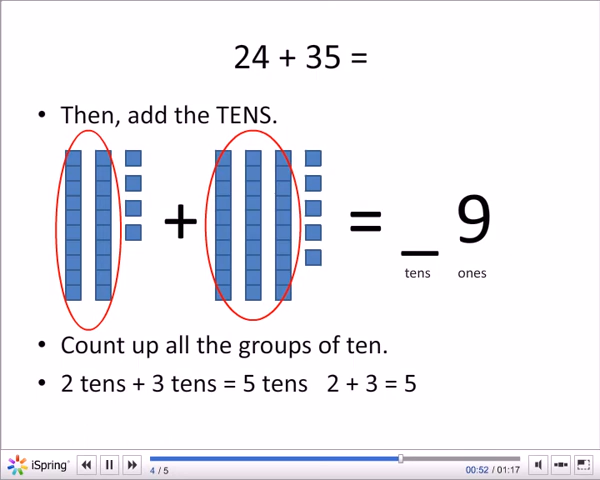 24 + 35 =
• Then, add the TENS.
+ = _ 9
tens ones
• Count up all the groups of ten.
• 2 tens + 3 tens = 5 tens 2 + 3 = 5
iSpring 4 / 5 00:52 / 01:17